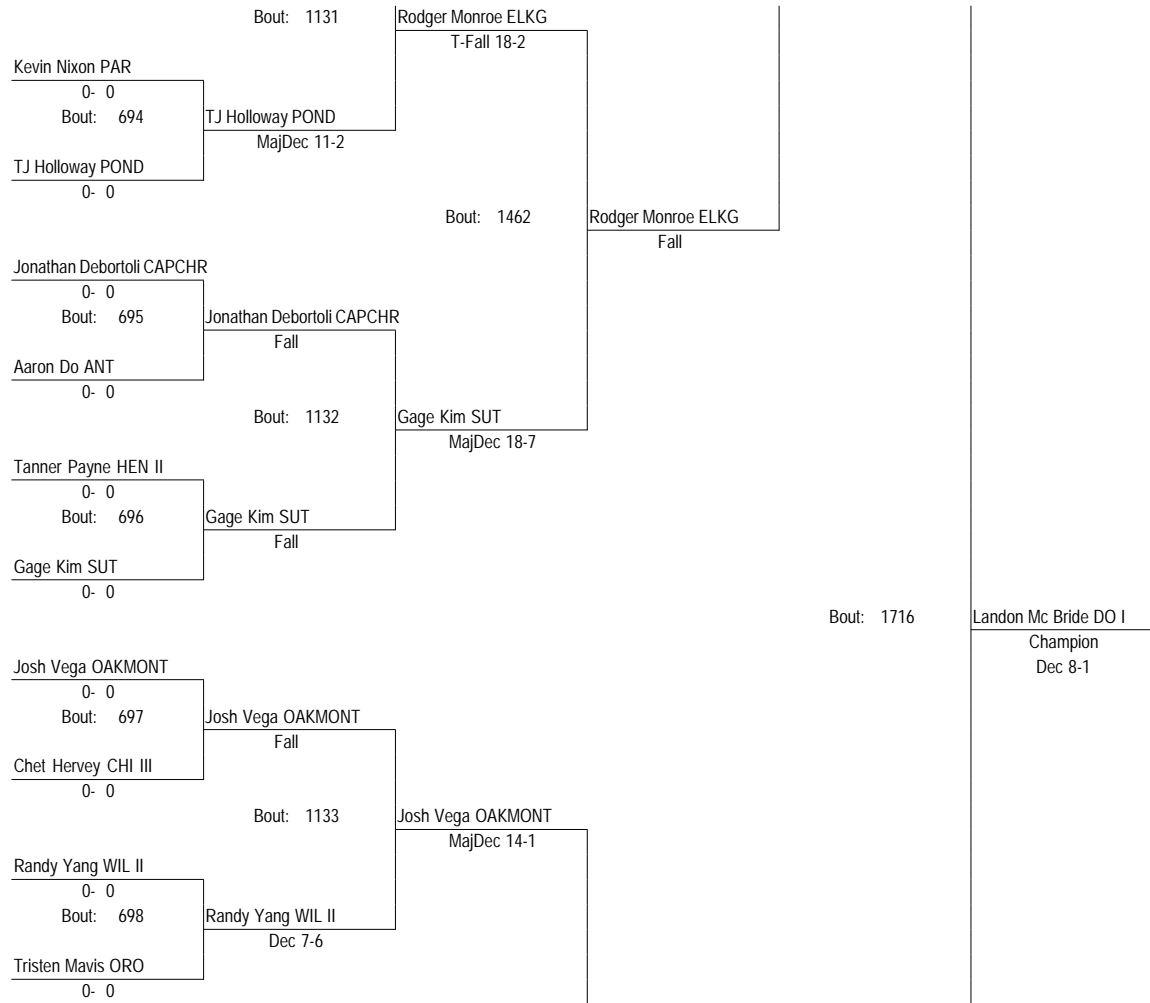 Bout: 1131 Rodger Monroe ELKG
T-Fall 18-2
Kevin Nixon PAR
0- 0
Bout: 694 TJ Holloway POND
MajDec 11-2
TJ Holloway POND
0- 0
Bout: 1462 Rodger Monroe ELKG
Fall
Jonathan Debortoli CAPCHR
0- 0
Bout: 695 Jonathan Debortoli CAPCHR
Fall
Aaron Do ANT
0- 0
Bout: 1132 Gage Kim SUT
MajDec 18-7
Tanner Payne HEN II
0- 0
Bout: 696 Gage Kim SUT
Fall
Gage Kim SUT
0- 0
Bout: 1716 Landon Mc Bride DO I
Champion
Dec 8-1
Josh Vega OAKMONT
0- 0
Bout: 697 Josh Vega OAKMONT
Fall
Chet Hervey CHI III
0- 0
Bout: 1133 Josh Vega OAKMONT
MajDec 14-1
Randy Yang WIL II
0- 0
Bout: 698 Randy Yang WIL II
Dec 7-6
Tristen Mavis ORO
0- 0